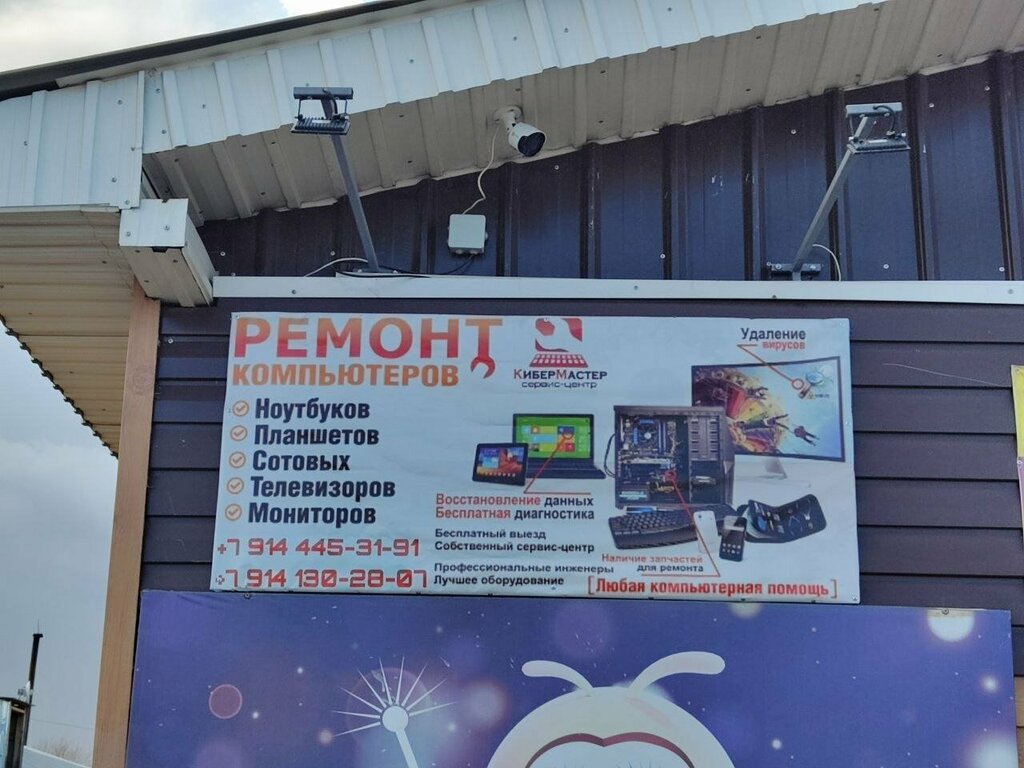 РЕМОНТ
КОМПЬЮТЕРОВ
КИБЕРМАСТЕР
сервис-центр
Удаление
вирусов
Ноутбуков
Планшетов
Сотовых
Телевизоров
Мониторов
+7 914 445-31-91
+7 914 130-28-07
Восстановление данных
Бесплатная диагностика
Бесплатный выезд
Собственный сервис-центр
Профессиональные инженеры
Лучшее оборудование
Наличие запчастей
для ремонта
[Любая компьютерная помощь]